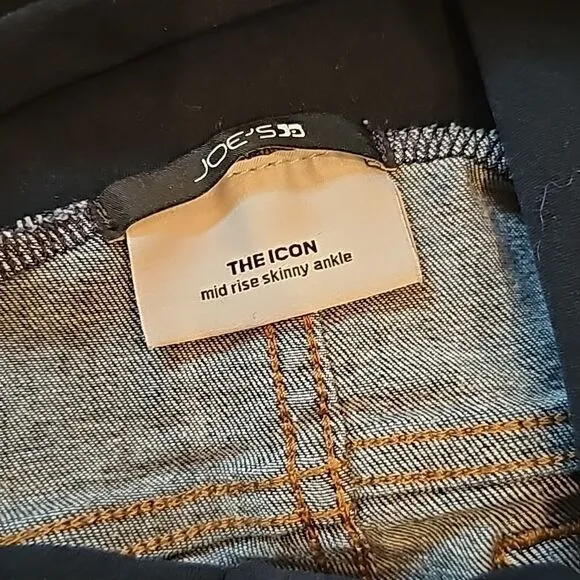 JOE'S
THE ICON
mid rise skinny ankle